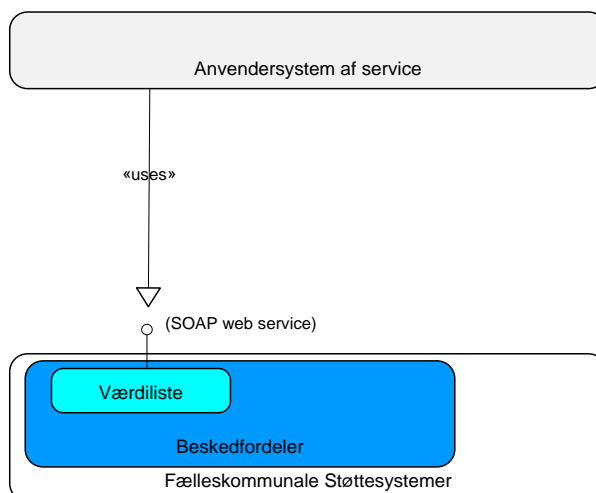 Anvendersystem af service
«uses»
(SOAP web service)
Værdiliste
Beskedfordeler
Fælleskommunale Støttesystemer